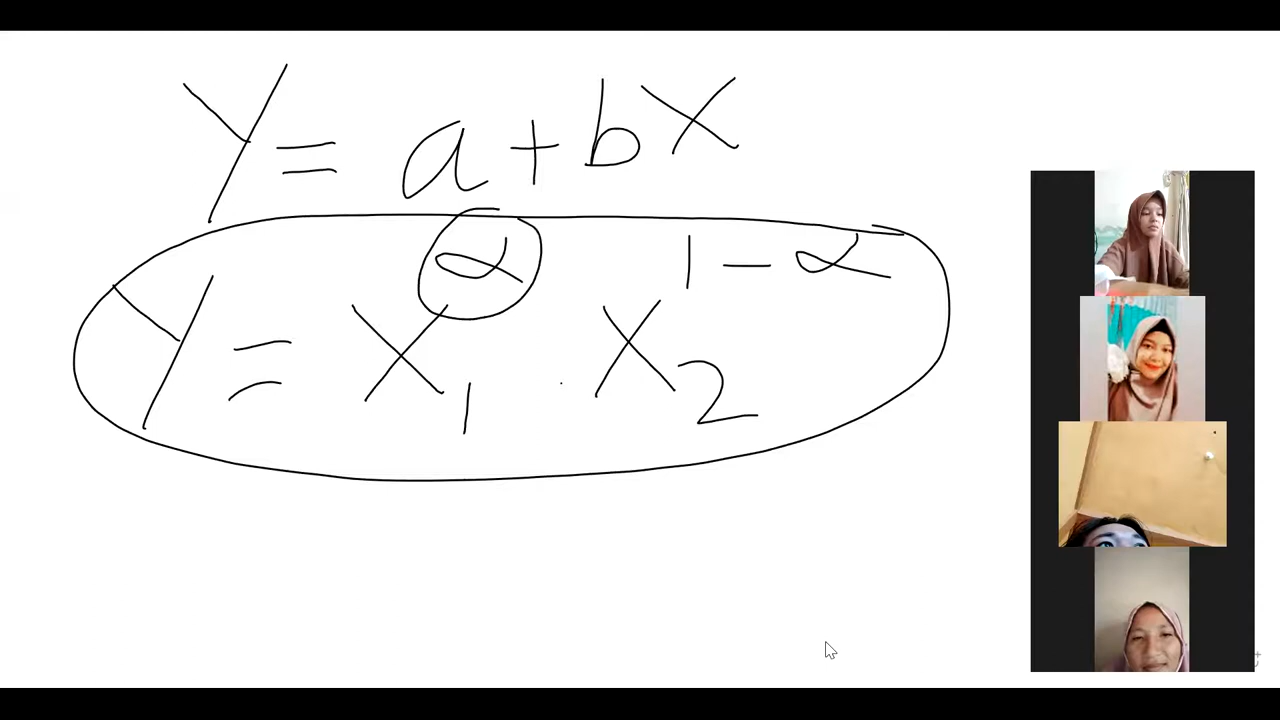 Y = a + bX
Y = X₁^α . X₂^1-α